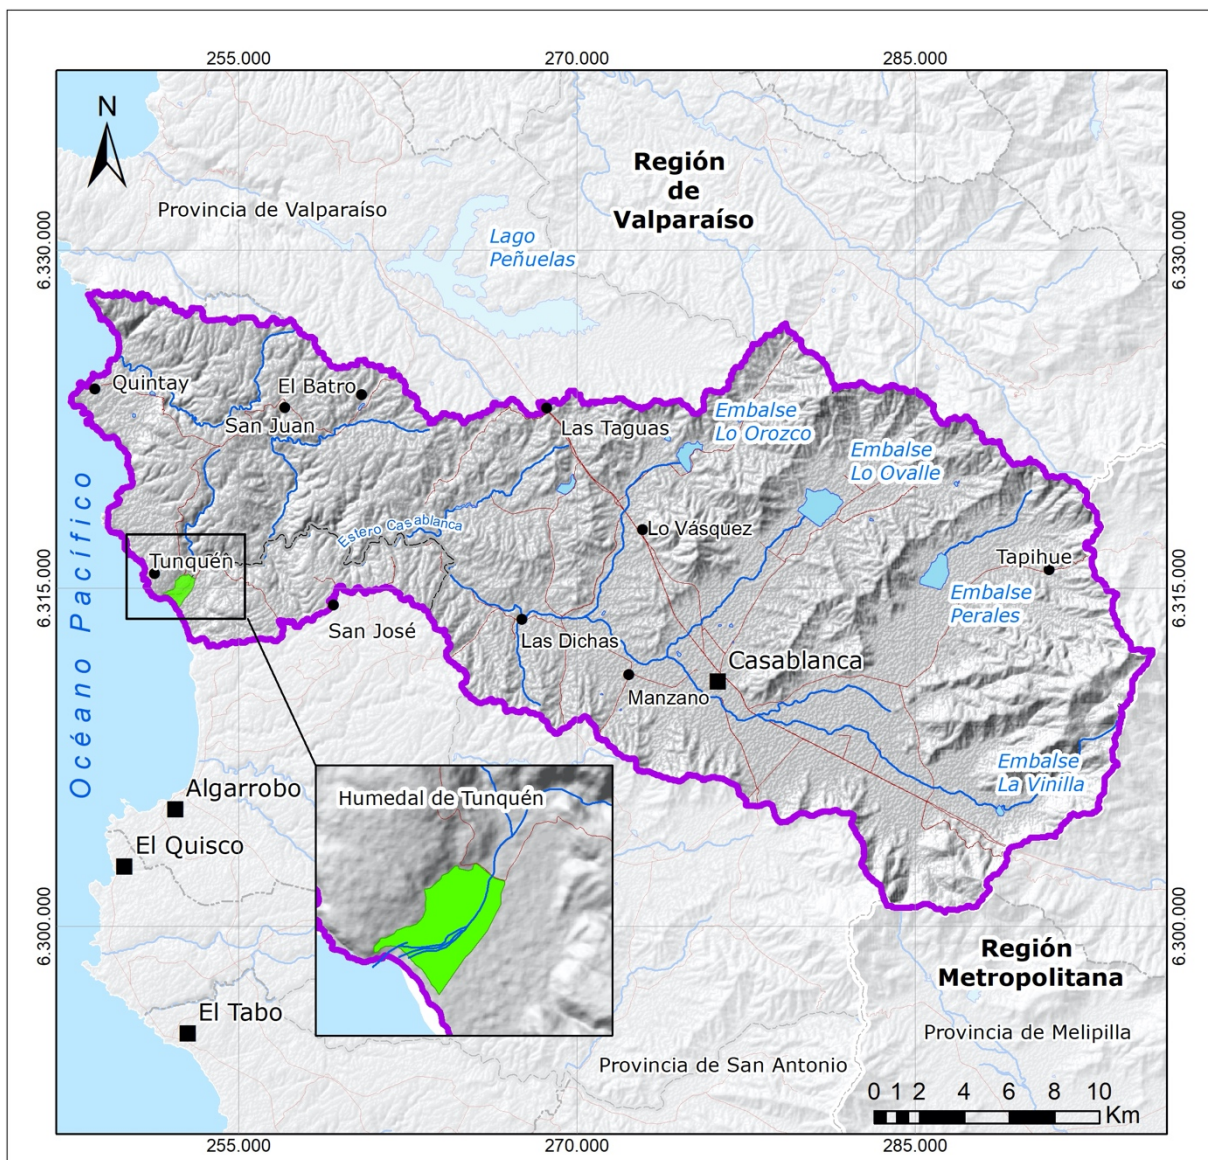 255.000
270.000
285.000
N
Región
de
Valparaíso
Provincia de Valparaíso
Lago
Peñuelas
6.330.000
6.330.000
Quintay
El Batro
San Juan
Las Taguas
Embalse
Lo Orozco
Embalse
Lo Ovalle
Estero Casablanca
Lo Vásquez
Océano Pacífico
Tunquén
Tapihue
6.315.000
6.315.000
Embalse
Perales
San José
Las Dichas
Casablanca
Manzano
Embalse
La Vinilla
Algarrobo
Humedal de Tunquén
El Quisco
6.300.000
6.300.000
Región
Metropolitana
El Tabo
Provincia de Melipilla
Provincia de San Antonio
0 1 2 4 6 8 10
Km
255.000
270.000
285.000